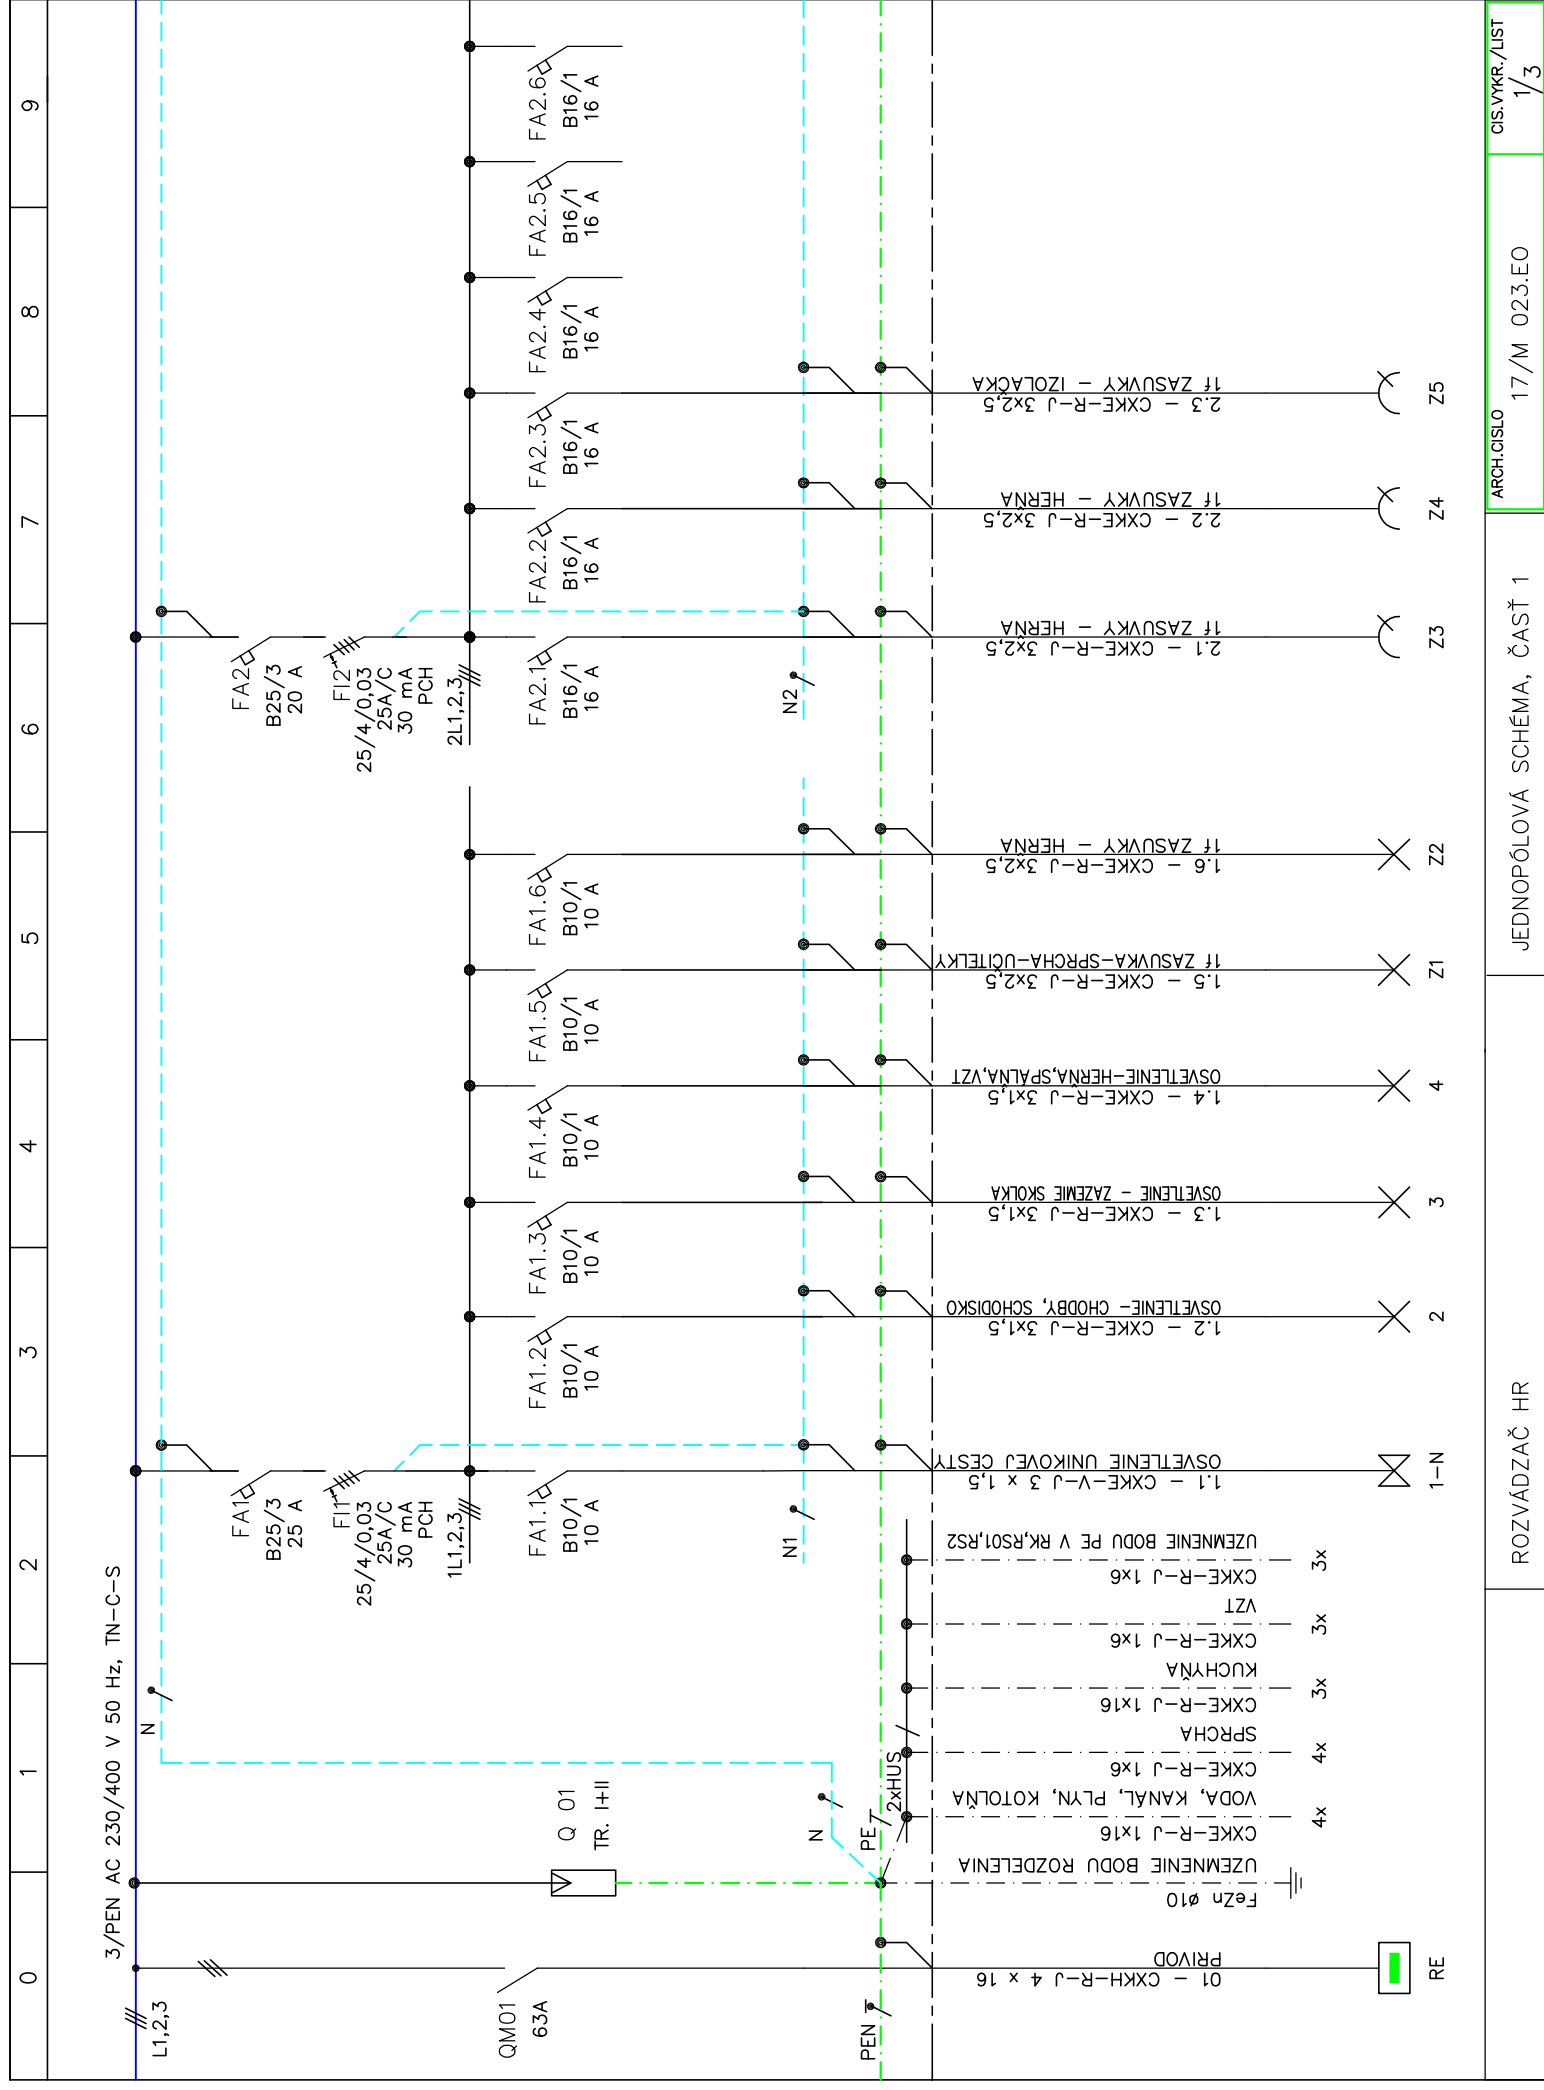 0
1
2
3
4
5
6
7
8
9
3/PEN AC 230/400 V 50 Hz, TN-C-S
L1,2,3
N
QM01
63A
Q 01
TR. I+II
N
PEN
PE
2xHUS
FA1
B25/3
25 A
FI1
25/4/0,03
25A/C
30 mA
PCH
1L1,2,3
FA1.1
B10/1
10 A
FA1.2
B10/1
10 A
FA1.3
B10/1
10 A
FA1.4
B10/1
10 A
FA1.5
B10/1
10 A
FA1.6
B10/1
10 A
N1
FA2
B25/3
20 A
FI2
25/4/0,03
25A/C
30 mA
PCH
2L1,2,3
FA2.1
B16/1
16 A
FA2.2
B16/1
16 A
FA2.3
B16/1
16 A
FA2.4
B16/1
16 A
FA2.5
B16/1
16 A
FA2.6
B16/1
16 A
N2
01 - CXKH-R-J 4 x 16
PRIVOD
RE
FeZn ø10
UZEMNENIE BODU ROZDELENIA
CXKE-R-J 1x16
VODA, KANÁL, PLYN, KOTOLŇA
4x
CXKE-R-J 1x6
SPRCHA
4x
CXKE-R-J 1x16
KUCHYŇA
3x
CXKE-R-J 1x6
VZT
3x
CXKE-R-J 1x6
UZEMNENIE BODU PE V RK,RS01,RS2
3x
1.1 - CXKE-V-J 3 x 1,5
OSVETLENIE UNIKOVEJ CESTY
1-N
1.2 - CXKE-R-J 3x1,5
OSVETLENIE- CHODBY, SCHODISKO
2
1.3 - CXKE-R-J 3x1,5
OSVETLENIE - ZAZEMIE SKOLKA
3
1.4 - CXKE-R-J 3x1,5
OSVETLENIE-HERŇA,SPÁLŇA,VZT
4
1.5 - CXKE-R-J 3x2,5
1f ZASUVKA-SPRCHA-UČITELKY
Z1
1.6 - CXKE-R-J 3x2,5
1f ZASUVKY - HERŇA
Z2
2.1 - CXKE-R-J 3x2,5
1f ZASUVKY - HERŇA
Z3
2.2 - CXKE-R-J 3x2,5
1f ZASUVKY - HERŇA
Z4
2.3 - CXKE-R-J 3x2,5
1f ZASUVKY - IZOLAČKA
Z5
ROZVÁDZAČ HR
JEDNOPÓLOVÁ SCHÉMA, ČASŤ 1
ARCH.CISLO
17/M 023.EO
CIS.VYKR./LIST
1/3